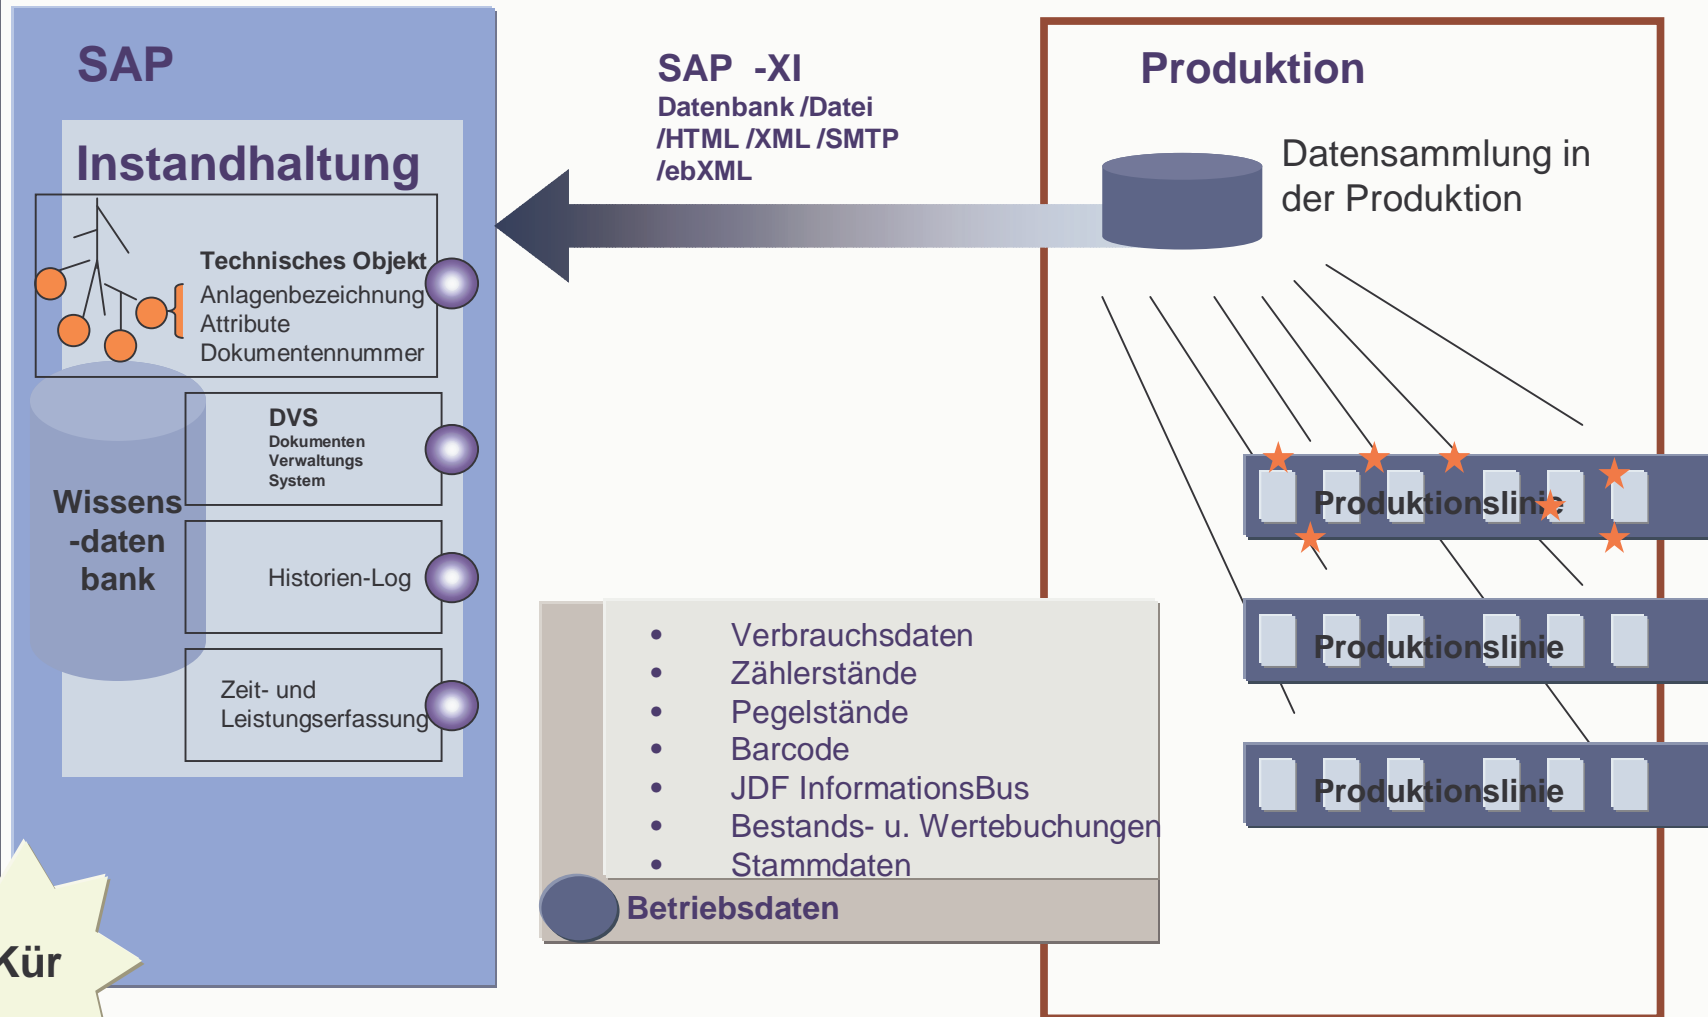 SAP
Instandhaltung
Technisches Objekt
Anlagenbezeichnung
Attribute
Dokumentennummer
DVS
Dokumenten
Verwaltungs
System
Wissens
-daten
bank
Historien-Log
Zeit- und
Leistungserfassung
Kür
SAP -XI
Datenbank /Datei
/HTML /XML /SMTP
/ebXML
• Verbrauchsdaten
• Zählerstände
• Pegelstände
• Barcode
• JDF InformationsBus
• Bestands- u. Wertebuchungen
• Stammdaten
Betriebsdaten
Produktion
Datensammlung in
der Produktion
Produktionslinie
Produktionslinie
Produktionslinie